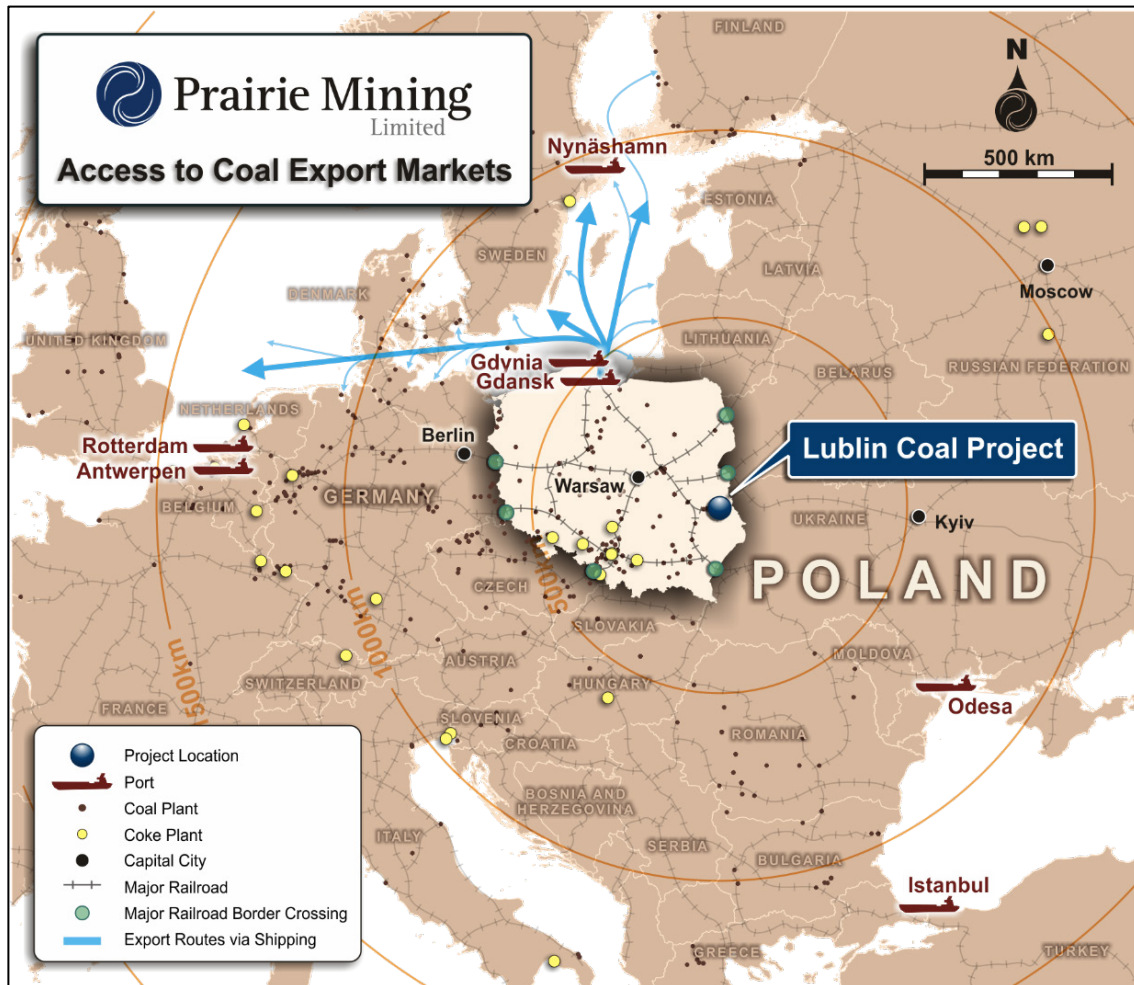 Prairie Mining
Limited
Access to Coal Export Markets
N
500 km
FINLAND
Nynäshamn
ESTONIA
SWEDEN
LATVIA
Moscow
DENMARK
UNITED KINGDOM
LITHUANIA
RUSSIAN FEDERATION
BELARUS
Gdynia
Gdansk
NETHERLANDS
Berlin
Rotterdam
Antwerpen
Lublin Coal Project
Warsaw
GERMANY
BELGIUM
UKRAINE
Kyiv
POLAND
CZECH
500km
1000km
1500km
SLOVAKIA
MOLDOVA
AUSTRIA
SWITZERLAND
HUNGARY
FRANCE
Odesa
SLOVENIA
CROATIA
ROMANIA
BOSNIA AND
HERZEGOVINA
ITALY
SERBIA
BULGARIA
Istanbul
GREECE
TURKEY
Project Location
Port
Coal Plant
Coke Plant
Capital City
Major Railroad
Major Railroad Border Crossing
Export Routes via Shipping